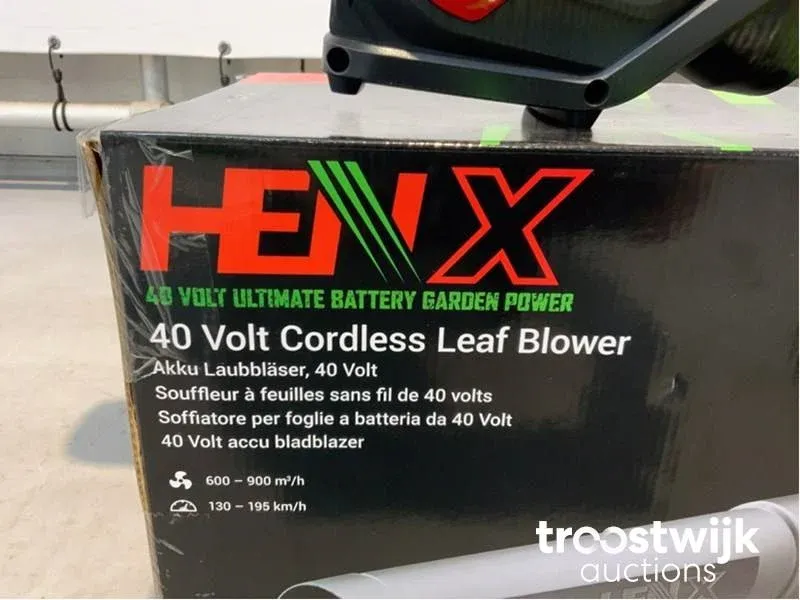 HENX
40 VOLT ULTIMATE BATTERY GARDEN POWER
40 Volt Cordless Leaf Blower
Akku Laubbläser, 40 Volt
Souffleur à feuilles sans fil de 40 volts
Soffiatore per foglie a batteria da 40 Volt
40 Volt accu bladblazer
600 – 900 m³/h
130 – 195 km/h
troostwijk
auctions
HENX